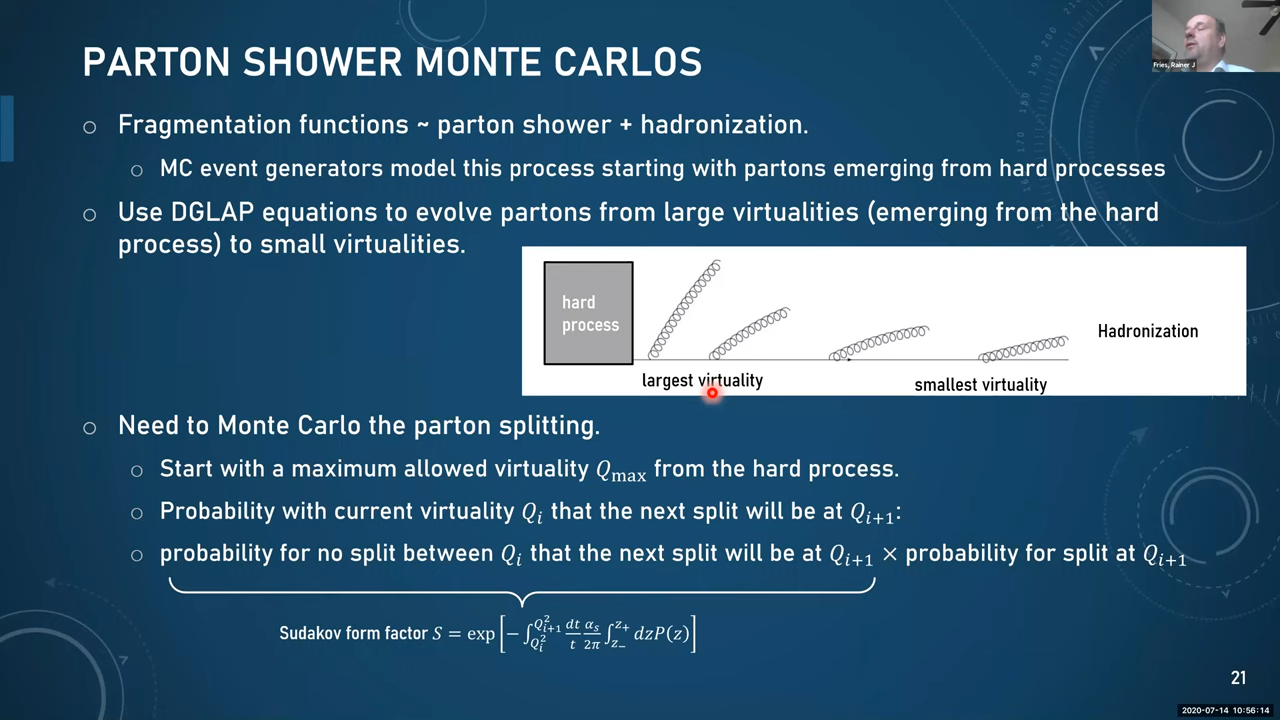 PARTON SHOWER MONTE CARLOS
Fries, Rainer J
○ Fragmentation functions ~ parton shower + hadronization.
○ MC event generators model this process starting with partons emerging from hard processes
○ Use DGLAP equations to evolve partons from large virtualities (emerging from the hard
process) to small virtualities.
hard
process
Hadronization
largest virtuality
smallest virtuality
○ Need to Monte Carlo the parton splitting.
○ Start with a maximum allowed virtuality Q_max from the hard process.
○ Probability with current virtuality Q_i that the next split will be at Q_{i+1}:
○ probability for no split between Q_i that the next split will be at Q_{i+1} × probability for split at Q_{i+1}
Sudakov form factor S = exp[−∫_{Q_i^2}^{Q_{i+1}^2} dt/t α_s/2π ∫_{z_−}^{z_+} dzP(z)]
21
2020-07-14 10:56:14